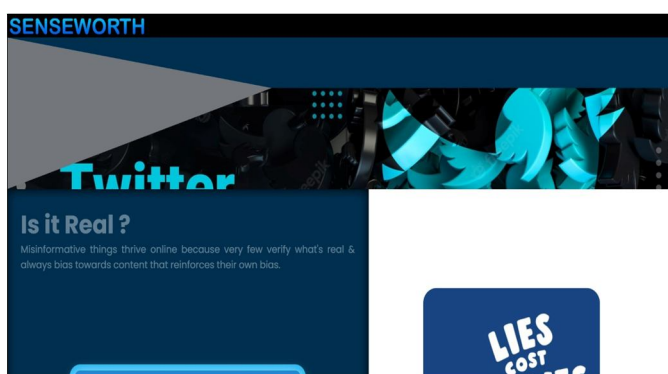 SENSEWORTH
Twitter
Is it Real ?
Misinformative things thrive online because very few verify what's real &
always bias towards content that reinforces their own bias.
LIES
COST